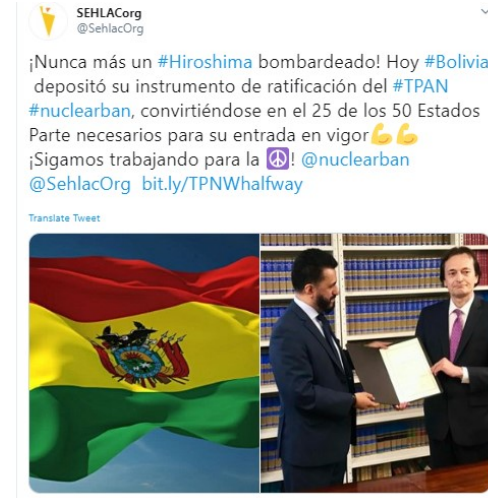 SEHLACorg
@SehlacOrg
¡Nunca más un #Hiroshima bombardeado! Hoy #Bolivia
depositó su instrumento de ratificación del #TPAN
#nuclearban, convirtiéndose en el 25 de los 50 Estados
Parte necesarios para su entrada en vigor💪💪
¡Sigamos trabajando para la ☮️! @nuclearban
@SehlacOrg bit.ly/TPNWhalfway
Translate Tweet